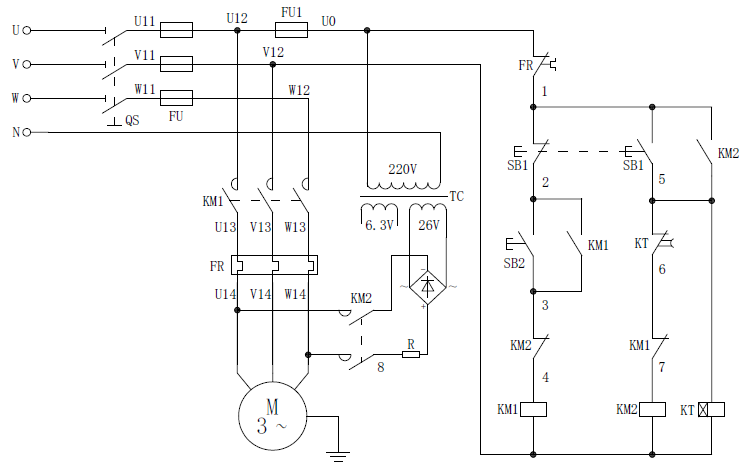 U12
FU1
U0
U
U11
V
V11
V12
W
W11
W12
N
QS
FU
FR
1
220V
TC
6.3V
26V
SB1
SB1
KM2
2
5
KM1
U13
V13
W13
FR
U14
V14
W14
KM2
−
~
~
+
R
8
SB2
KM1
KT
3
6
KM2
KM1
4
7
KM1
KM2
KT
M
3 ~